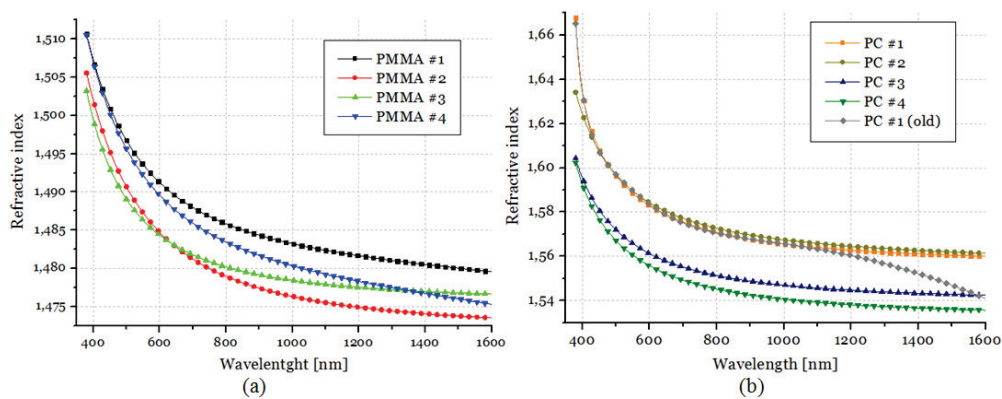 1,510
1,505
1,500
1,495
1,490
1,485
1,480
1,475
Refractive index
PMMA #1
PMMA #2
PMMA #3
PMMA #4
400 600 800 1000 1200 1400 1600
Wavelentght [nm]
(a)
1,66
1,64
1,62
1,60
1,58
1,56
1,54
Refractive index
PC #1
PC #2
PC #3
PC #4
PC #1 (old)
400 600 800 1000 1200 1400 1600
Wavelength [nm]
(b)